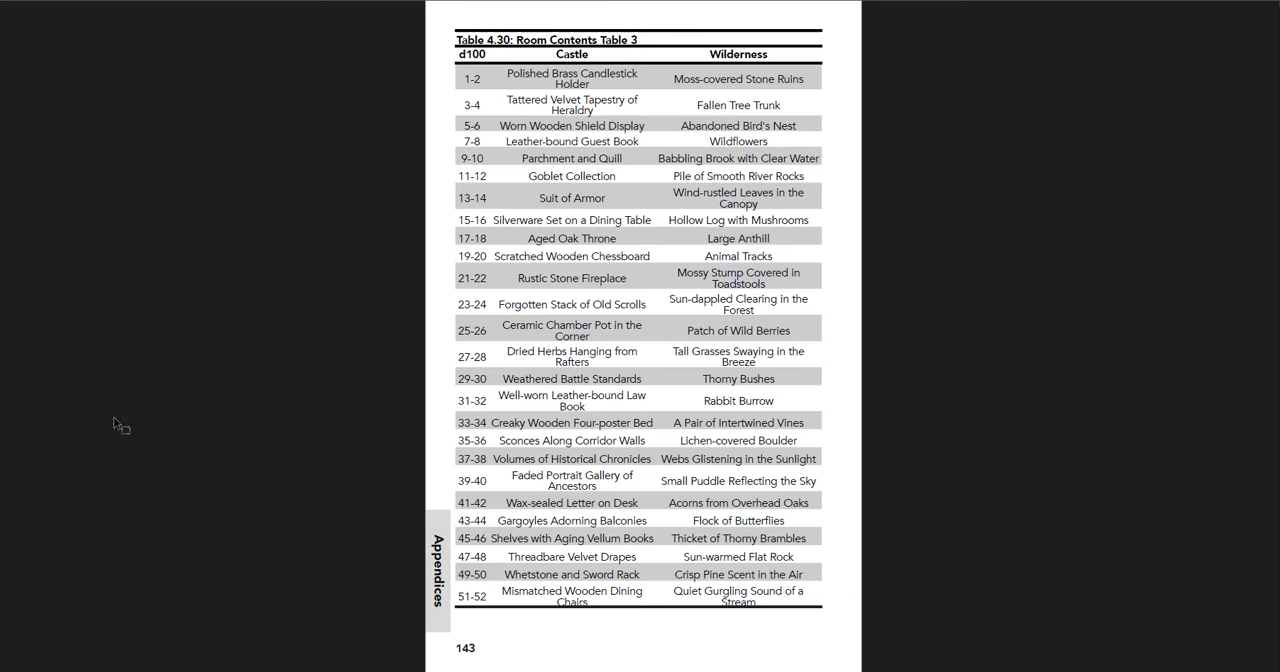 Table 4.30: Room Contents Table 3
d100 Castle Wilderness
1-2 Polished Brass Candlestick Holder Moss-covered Stone Ruins
3-4 Tattered Velvet Tapestry of Heraldry Fallen Tree Trunk
5-6 Worn Wooden Shield Display Abandoned Bird's Nest
7-8 Leather-bound Guest Book Wildflowers
9-10 Parchment and Quill Babbling Brook with Clear Water
11-12 Goblet Collection Pile of Smooth River Rocks
13-14 Suit of Armor Wind-rustled Leaves in the Canopy
15-16 Silverware Set on a Dining Table Hollow Log with Mushrooms
17-18 Aged Oak Throne Large Anthill
19-20 Scratched Wooden Chessboard Animal Tracks
21-22 Rustic Stone Fireplace Mossy Stump Covered in Toadstools
23-24 Forgotten Stack of Old Scrolls Sun-dappled Clearing in the Forest
25-26 Ceramic Chamber Pot in the Corner Patch of Wild Berries
27-28 Dried Herbs Hanging from Rafters Tall Grasses Swaying in the Breeze
29-30 Weathered Battle Standards Thorny Bushes
31-32 Well-worn Leather-bound Law Book Rabbit Burrow
33-34 Creaky Wooden Four-poster Bed A Pair of Intertwined Vines
35-36 Sconces Along Corridor Walls Lichen-covered Boulder
37-38 Volumes of Historical Chronicles Webs Glistening in the Sunlight
39-40 Faded Portrait Gallery of Ancestors Small Puddle Reflecting the Sky
41-42 Wax-sealed Letter on Desk Acorns from Overhead Oaks
43-44 Gargoyles Adorning Balconies Flock of Butterflies
45-46 Shelves with Aging Vellum Books Thicket of Thorny Brambles
47-48 Threadbare Velvet Drapes Sun-warmed Flat Rock
49-50 Whetstone and Sword Rack Crisp Pine Scent in the Air
51-52 Mismatched Wooden Dining Chairs Quiet Gurgling Sound of a Stream
Appendices
143